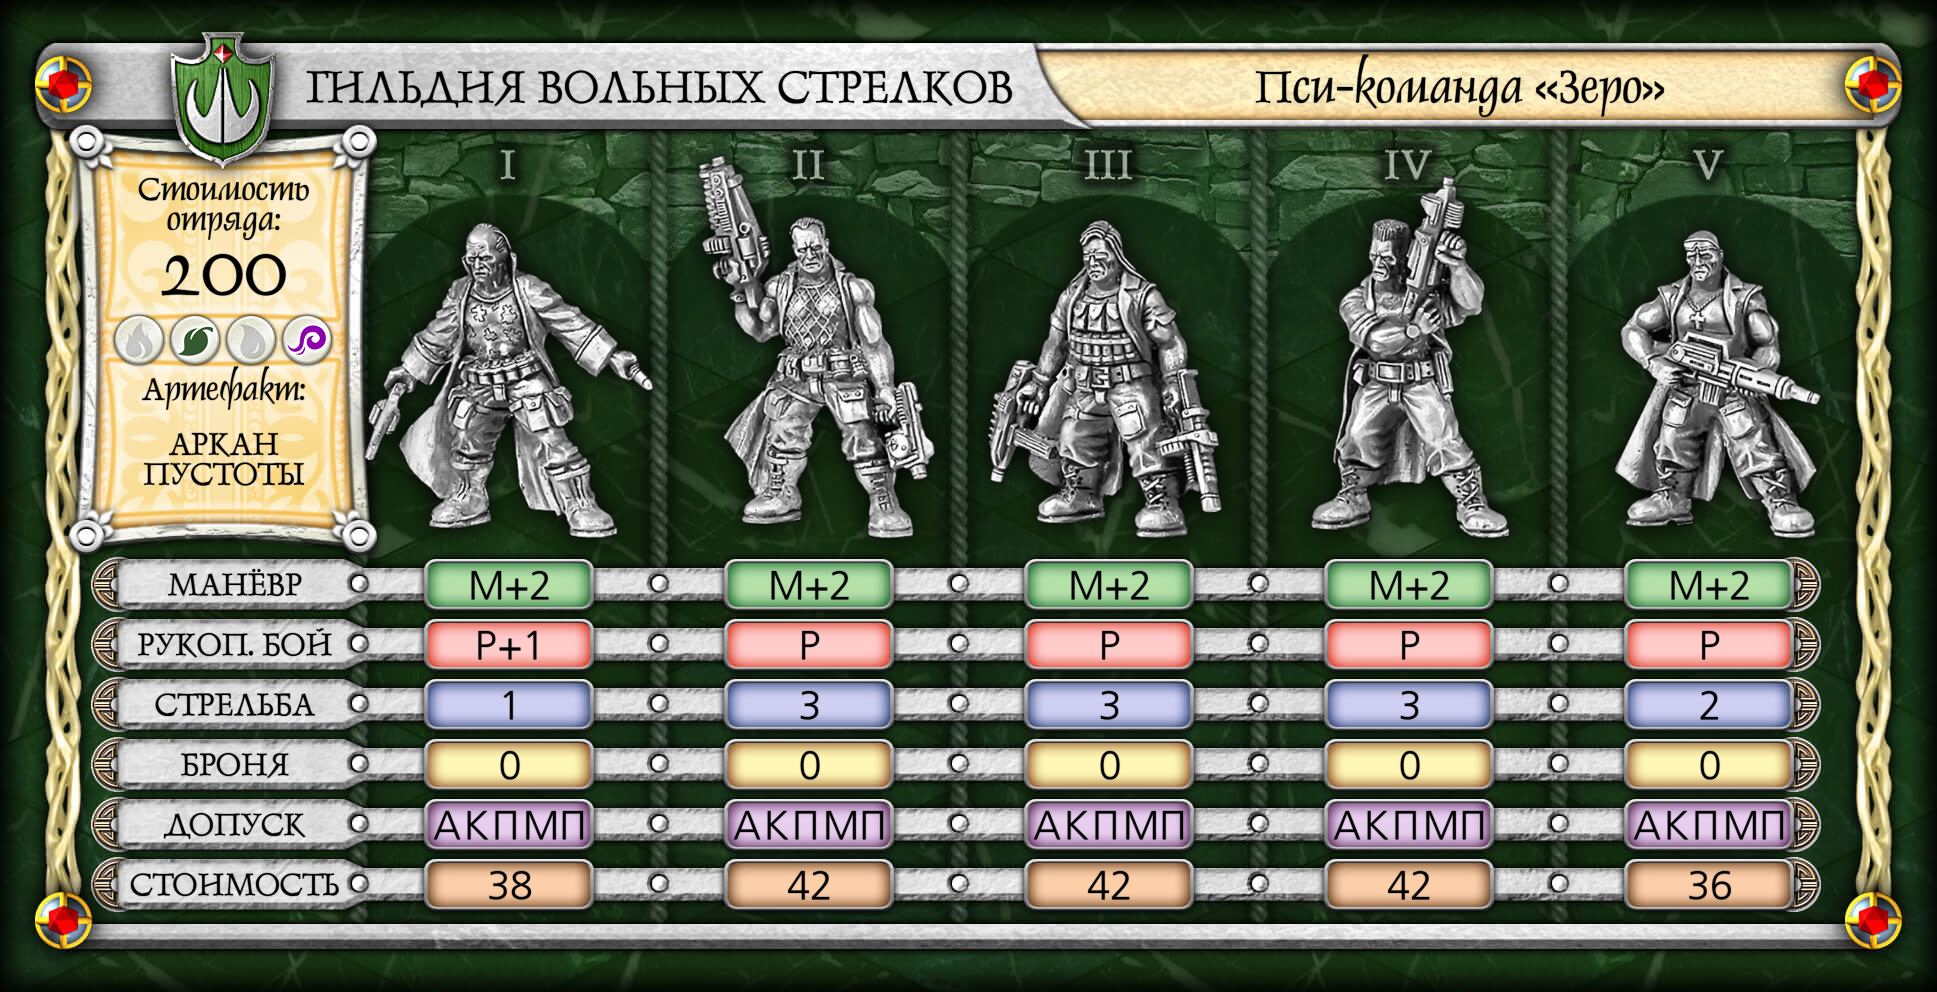 ГИЛЬДИЯ ВОЛЬНЫХ СТРЕЛКОВ
Пси-команда «Зеро»
Стоимость
отряда:
200
Артефакт:
АРКАН
ПУСТОТЫ
I II III IV V
МАНЁВР M+2 M+2 M+2 M+2 M+2
РУКОП. БОЙ Р+1 Р Р Р Р
СТРЕЛЬБА 1 3 3 3 2
БРОНЯ 0 0 0 0 0
ДОПУСК АКПМП АКПМП АКПМП АКПМП АКПМП
СТОИМОСТЬ 38 42 42 42 36